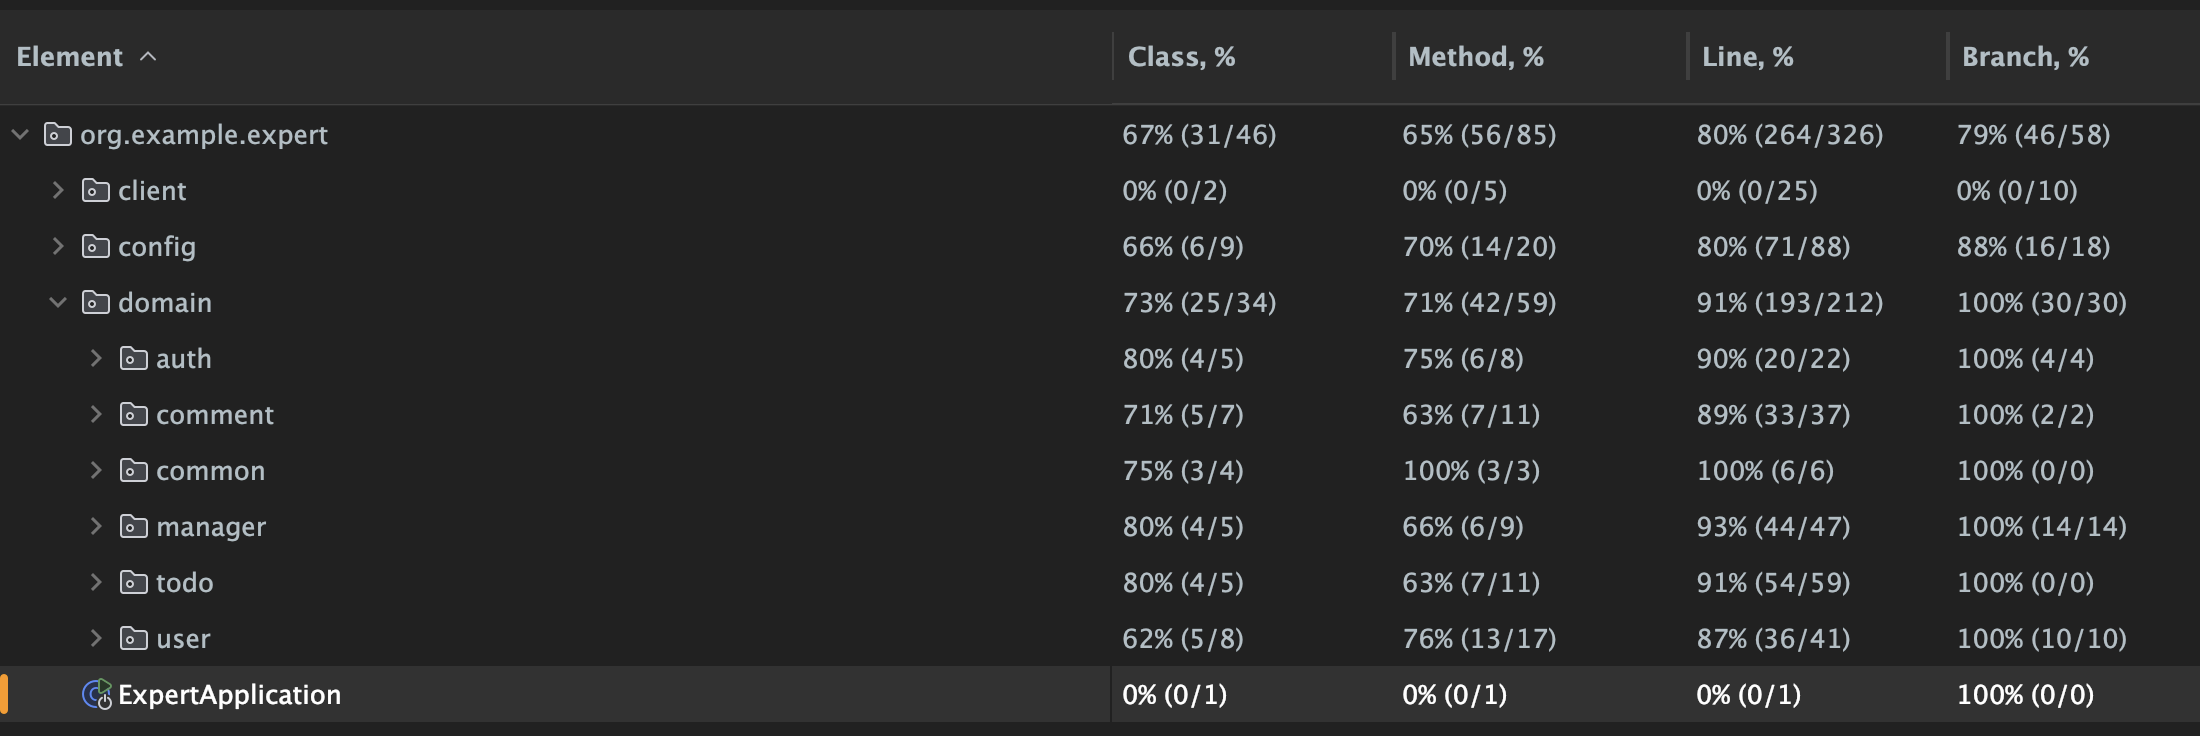 Element Class, % Method, % Line, % Branch, %
org.example.expert 67% (31/46) 65% (56/85) 80% (264/326) 79% (46/58)
client 0% (0/2) 0% (0/5) 0% (0/25) 0% (0/10)
config 66% (6/9) 70% (14/20) 80% (71/88) 88% (16/18)
domain 73% (25/34) 71% (42/59) 91% (193/212) 100% (30/30)
auth 80% (4/5) 75% (6/8) 90% (20/22) 100% (4/4)
comment 71% (5/7) 63% (7/11) 89% (33/37) 100% (2/2)
common 75% (3/4) 100% (3/3) 100% (6/6) 100% (0/0)
manager 80% (4/5) 66% (6/9) 93% (44/47) 100% (14/14)
todo 80% (4/5) 63% (7/11) 91% (54/59) 100% (0/0)
user 62% (5/8) 76% (13/17) 87% (36/41) 100% (10/10)
ExpertApplication 0% (0/1) 0% (0/1) 0% (0/1) 100% (0/0)